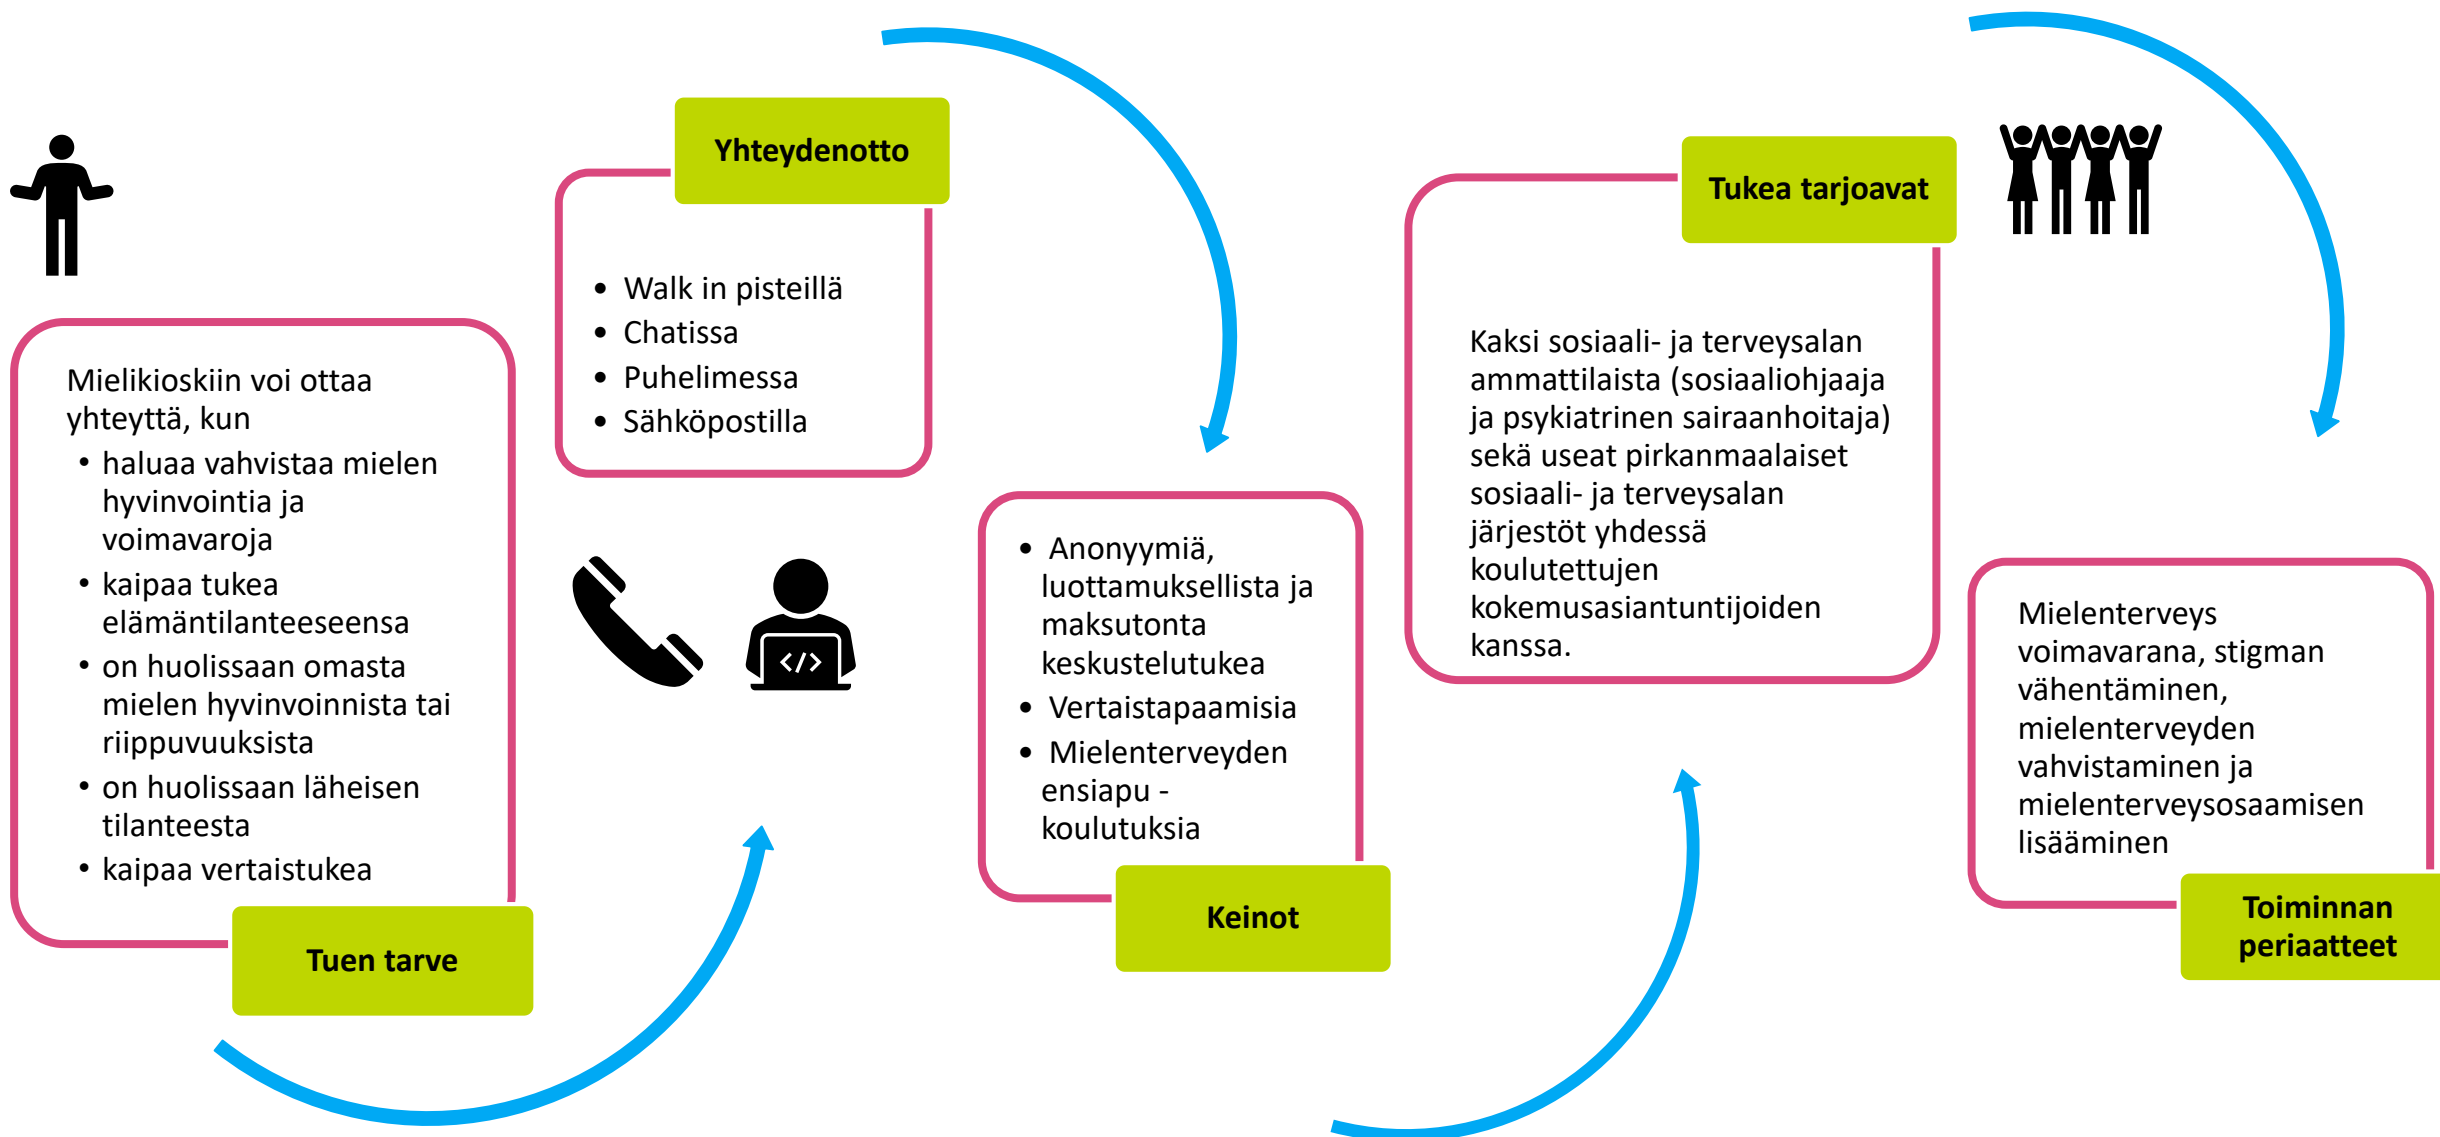 Mielikioskiin voi ottaa
yhteyttä, kun
• haluaa vahvistaa mielen
hyvinvointia ja
voimavaroja
• kaipaa tukea
elämäntilanteeseensa
• on huolissaan omasta
mielen hyvinvoinnista tai
riippuvuuksista
• on huolissaan läheisen
tilanteesta
• kaipaa vertaistukea
Tuen tarve
Yhteydenotto
• Walk in pisteillä
• Chatissa
• Puhelimessa
• Sähköpostilla
</>
• Anonyymiä,
luottamuksellista ja
maksutonta
keskustelutukea
• Vertaistapaamisia
• Mielenterveyden
ensiapu -
koulutuksia
Keinot
Tukea tarjoavat
Kaksi sosiaali- ja terveysalan
ammattilaista (sosiaaliohjaaja
ja psykiatrinen sairaanhoitaja)
sekä useat pirkanmaalaiset
sosiaali- ja terveysalan
järjestöt yhdessä
koulutettujen
kokemusasiantuntijoiden
kanssa.
Mielenterveys
voimavarana, stigman
vähentäminen,
mielenterveyden
vahvistaminen ja
mielenterveysosaamisen
lisääminen
Toiminnan
periaatteet